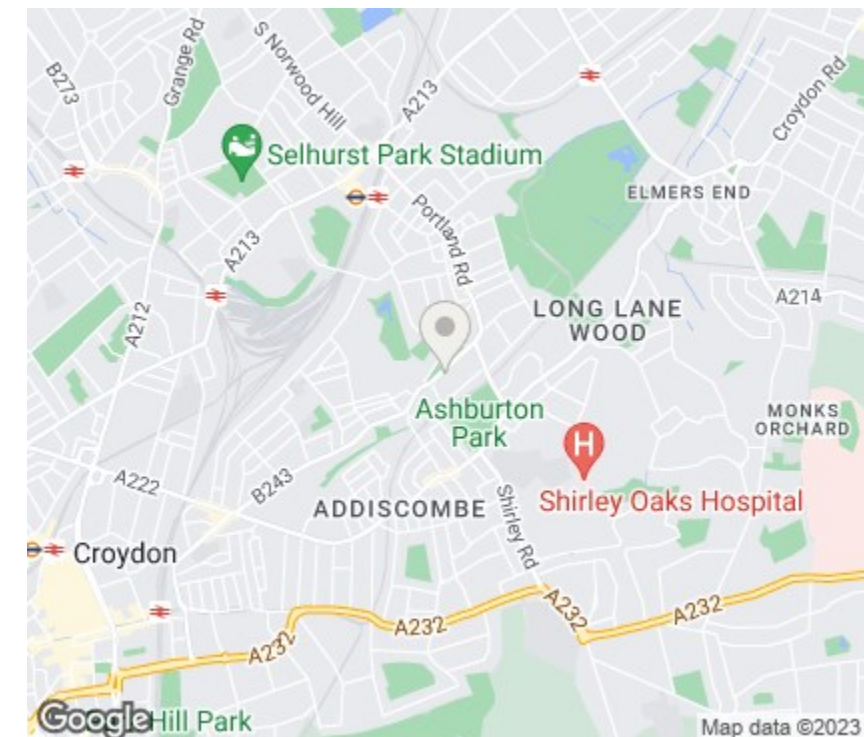 B273
Grange Rd
S Norwood Hill
A213
Croydon Rd
Selhurst Park Stadium
ELMERS END
Portland Rd
A213
A212
LONG LANE
WOOD
A214
Ashburton
Park
MONKS
ORCHARD
H
Shirley Oaks Hospital
A222
B243
ADDISCOMBE
Shirley Rd
Croydon
A232
A232
A232
A232
Google
Hill Park
Map data ©2023